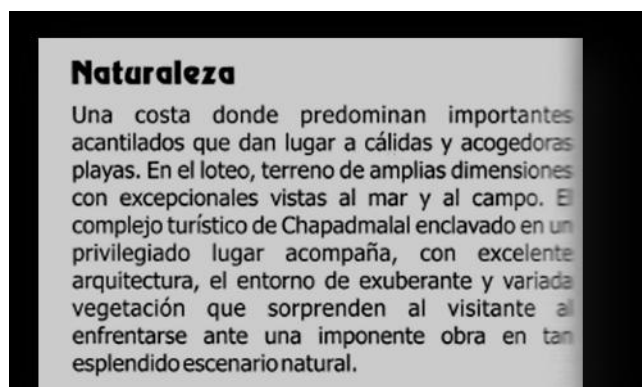 Naturaleza
Una costa donde predominan importantes
acantilados que dan lugar a cálidas y acogedoras
playas. En el loteo, terreno de amplias dimensiones
con excepcionales vistas al mar y al campo. El
complejo turístico de Chapadmalal enclavado en un
privilegiado lugar acompaña, con excelente
arquitectura, el entorno de exuberante y variada
vegetación que sorprenden al visitante al
enfrentarse ante una imponente obra en tan
esplendido escenario natural.